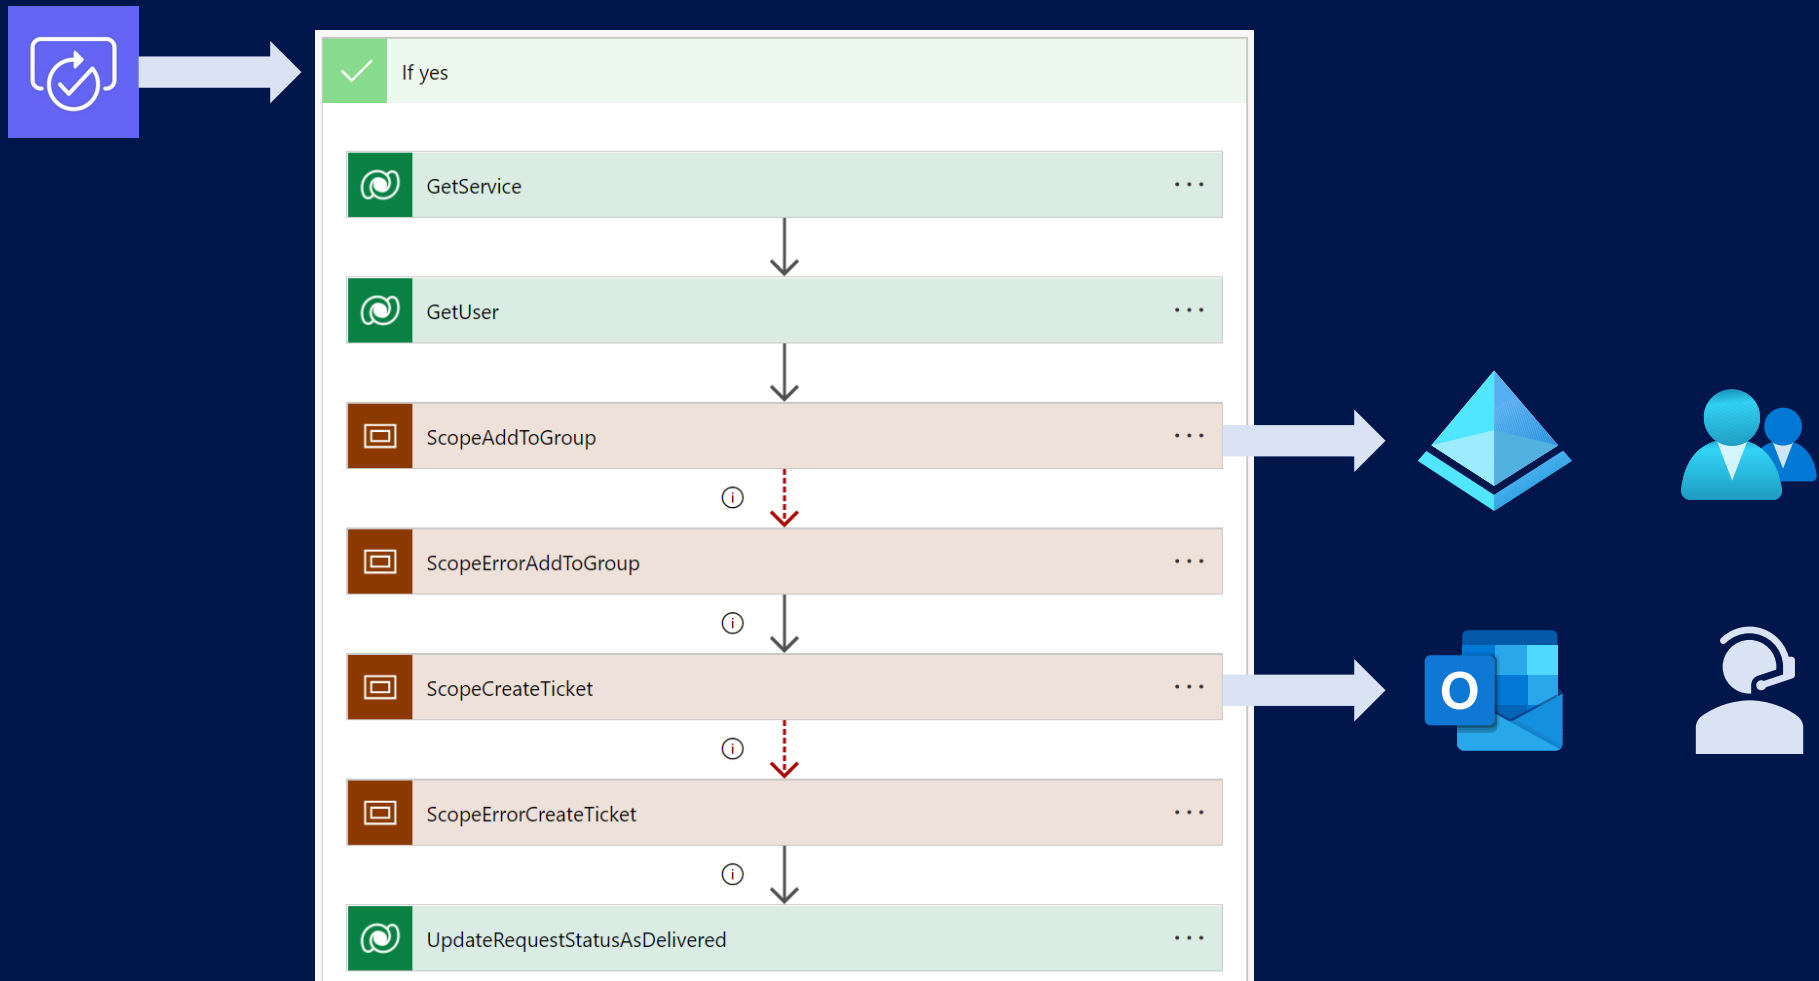 If yes
GetService
GetUser
ScopeAddToGroup
ScopeErrorAddToGroup
ScopeCreateTicket
O
ScopeErrorCreateTicket
UpdateRequestStatusAsDelivered